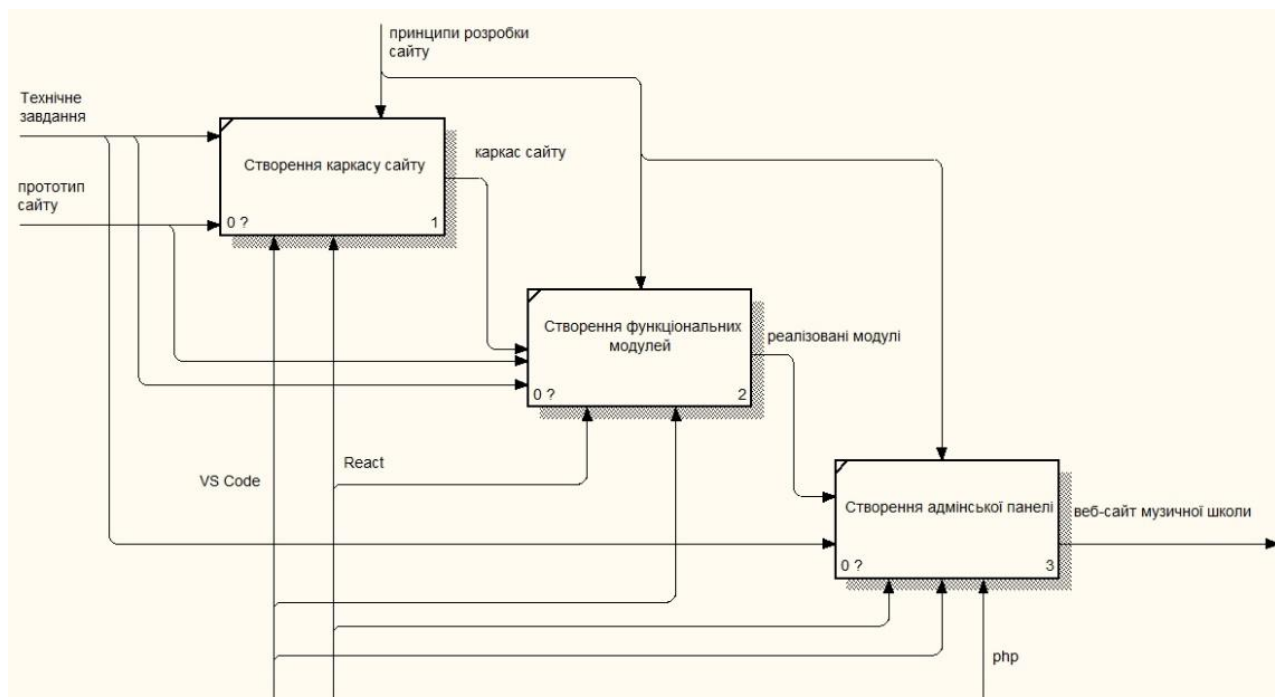 принципи розробки
сайту
Технічне
завдання
Створення каркасу сайту
каркас сайту
прототип
сайту
0 ?
1
Створення функціональних
модулей
реалізовані модулі
0 ?
2
React
VS Code
Створення адмінської панелі
веб-сайт музичної школи
0 ?
3
php